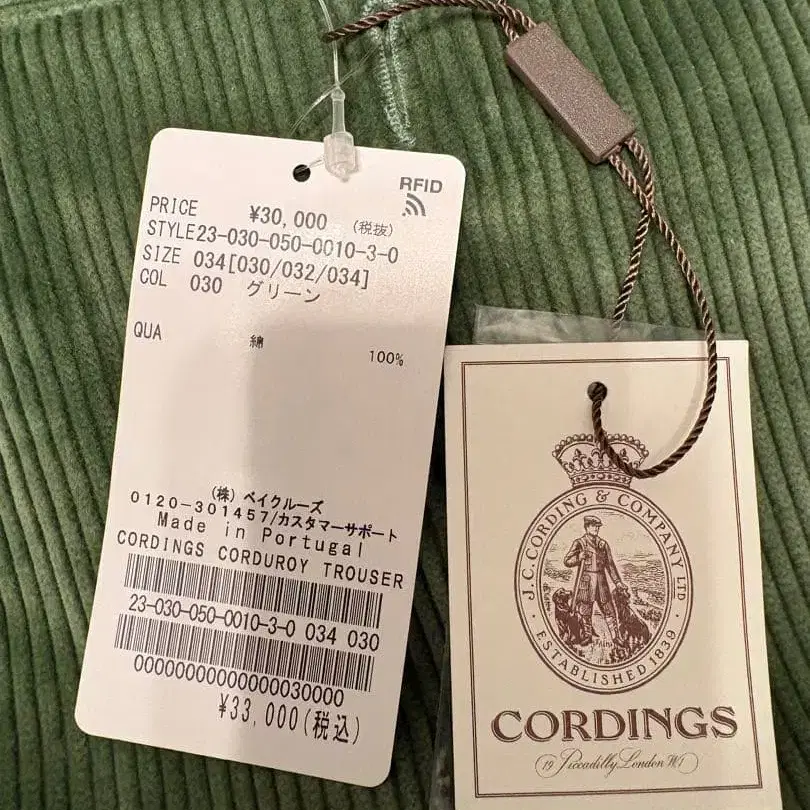 RFID
PRICE ¥30,000 (税抜)
STYLE23-030-050-0010-3-0
SIZE 034[030/032/034]
COL 030 グリーン
QUA 綿 100%
(株) ベイクルーズ
0120-301457/カスタマーサポート
Made in Portugal
CORDINGS CORDUROY TROUSER
23-030-050-0010-3-0 034 030
00000000000000030000
¥33,000(税込)
J.C.CORDING & COMPANY LTD
ESTABLISHED 1839
CORDINGS
19 Piccadilly London W1